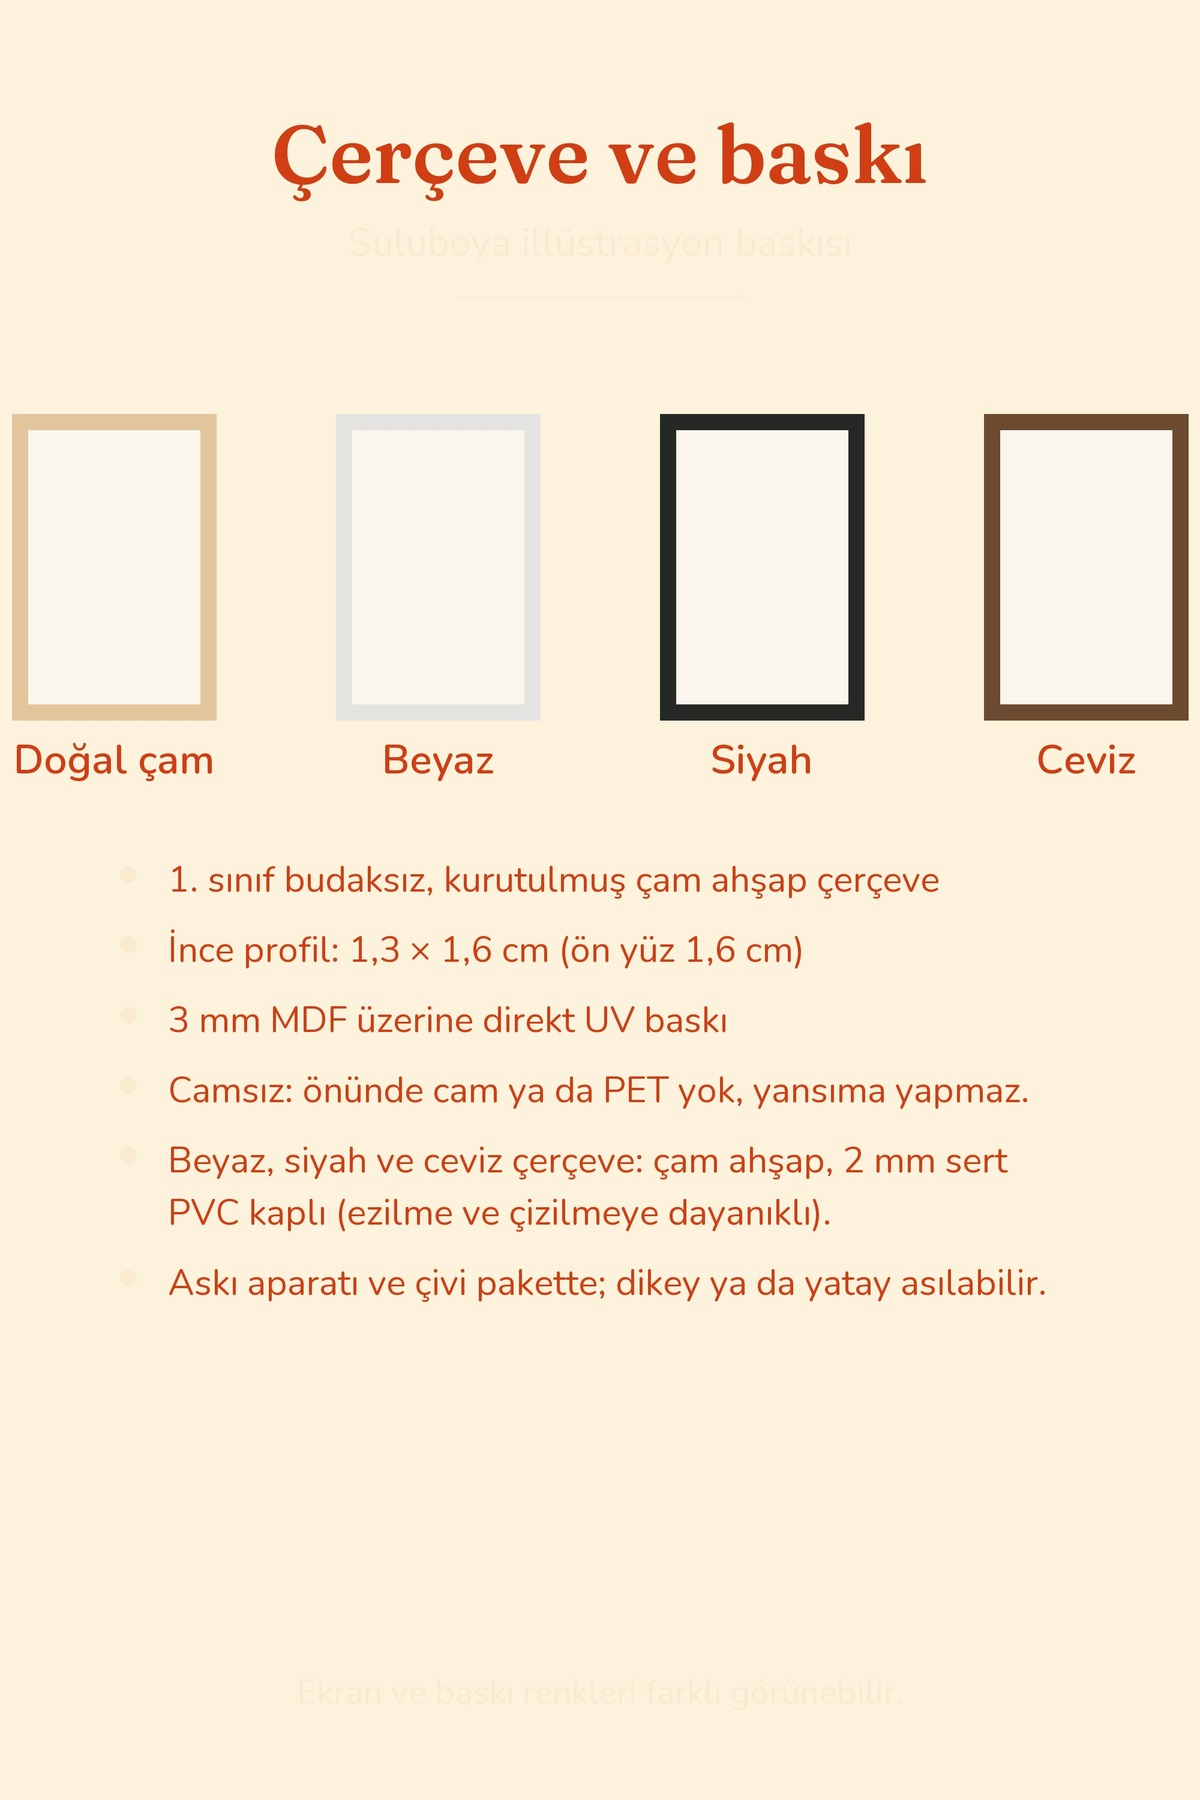 Çerçeve ve baskı
Suluboya illüstrasyon baskısı
Doğal çam
Beyaz
Siyah
Ceviz
1. sınıf budaksız, kurutulmuş çam ahşap çerçeve
İnce profil: 1,3 × 1,6 cm (ön yüz 1,6 cm)
3 mm MDF üzerine direkt UV baskı
Camsız: önünde cam ya da PET yok, yansıma yapmaz.
Beyaz, siyah ve ceviz çerçeve: çam ahşap, 2 mm sert
PVC kaplı (ezilme ve çizilmeye dayanıklı).
Askı aparatı ve çivi pakette; dikey ya da yatay asılabilir.
Ekran ve baskı renkleri farklı görünebilir.